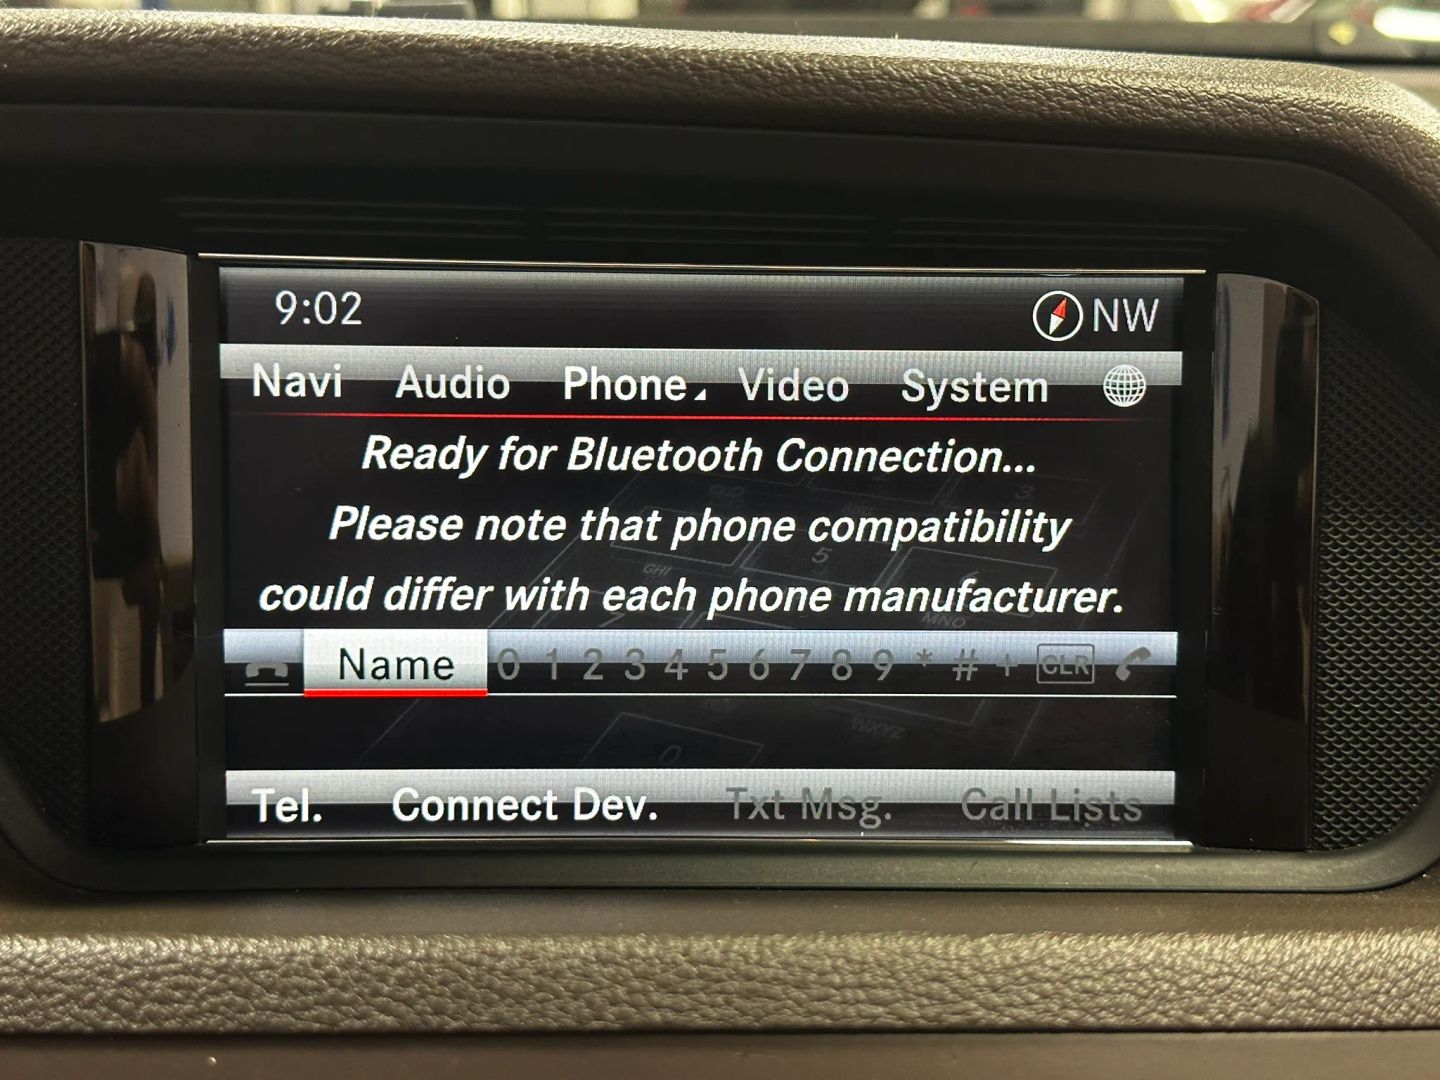 9:02 NW
Navi Audio Phone Video System
Ready for Bluetooth Connection...
Please note that phone compatibility
could differ with each phone manufacturer.
Name 0 1 2 3 4 5 6 7 8 9 * # + CLR
Tel. Connect Dev. Txt Msg. Call Lists